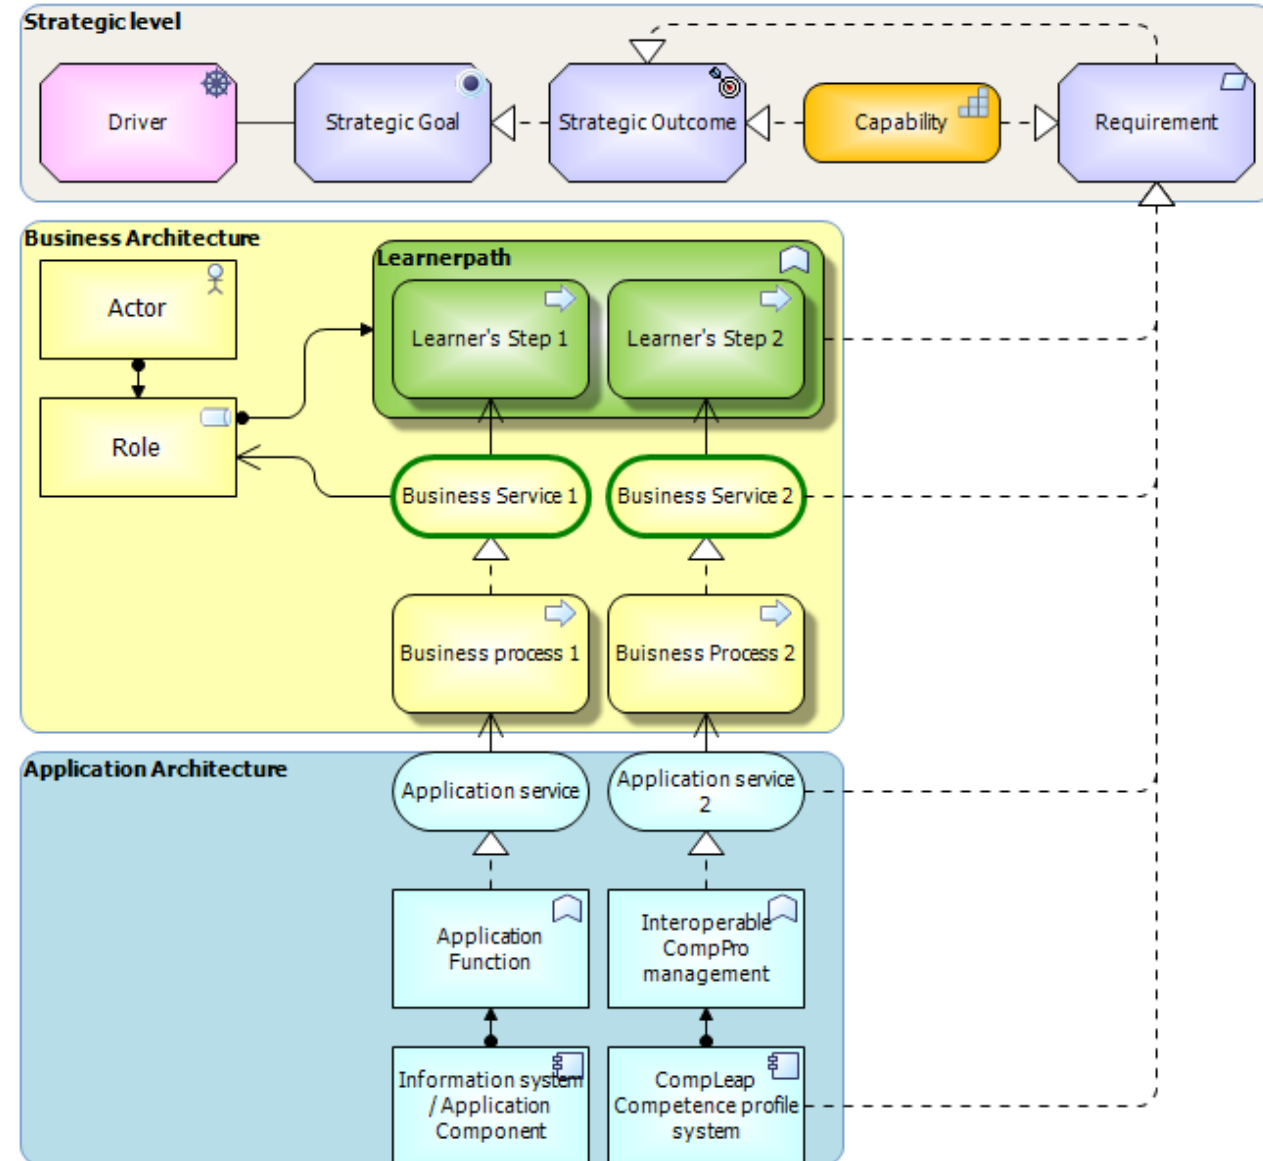 Strategic level
Driver
Strategic Goal
Strategic Outcome
Capability
Requirement
Business Architecture
Actor
Role
Learnerpath
Learner's Step 1
Learner's Step 2
Business Service 1
Business Service 2
Business process 1
Buisness Process 2
Application Architecture
Application service
Application service
2
Application
Function
Interoperable
CompPro
management
Information system
/ Application
Component
CompLeap
Competence profile
system